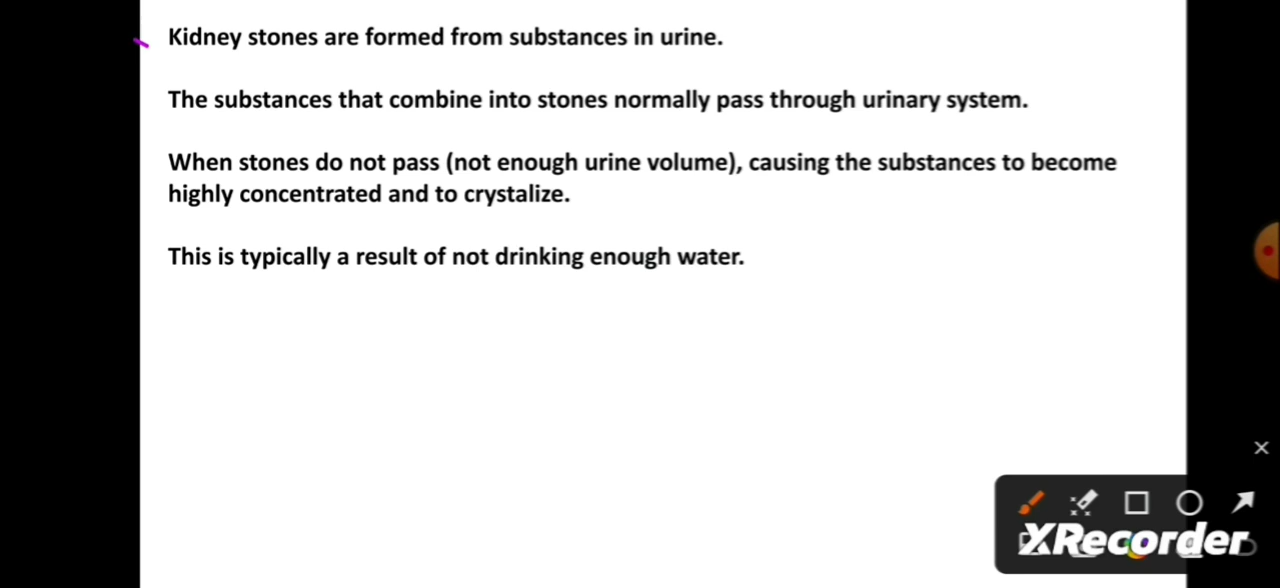 Kidney stones are formed from substances in urine.
The substances that combine into stones normally pass through urinary system.
When stones do not pass (not enough urine volume), causing the substances to become
highly concentrated and to crystalize.
This is typically a result of not drinking enough water.
XRecorder